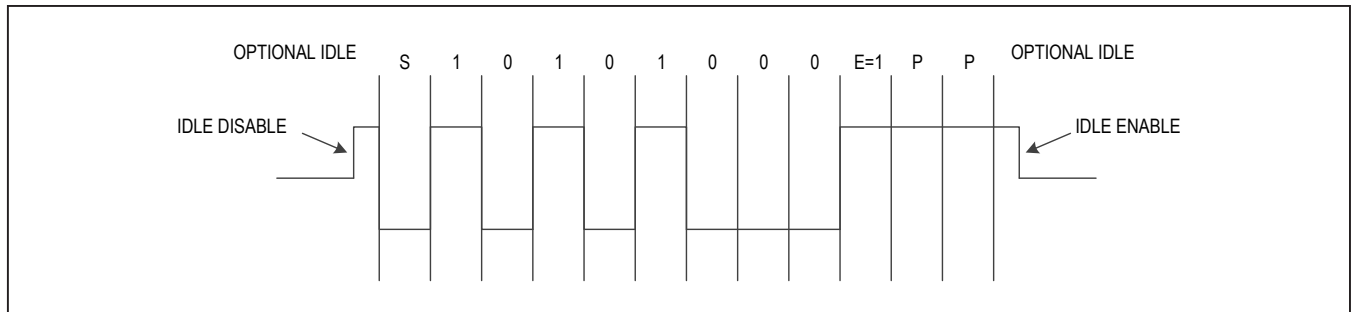 OPTIONAL IDLE S 1 0 1 0 1 0 0 0 E=1 P P OPTIONAL IDLE
IDLE DISABLE IDLE ENABLE